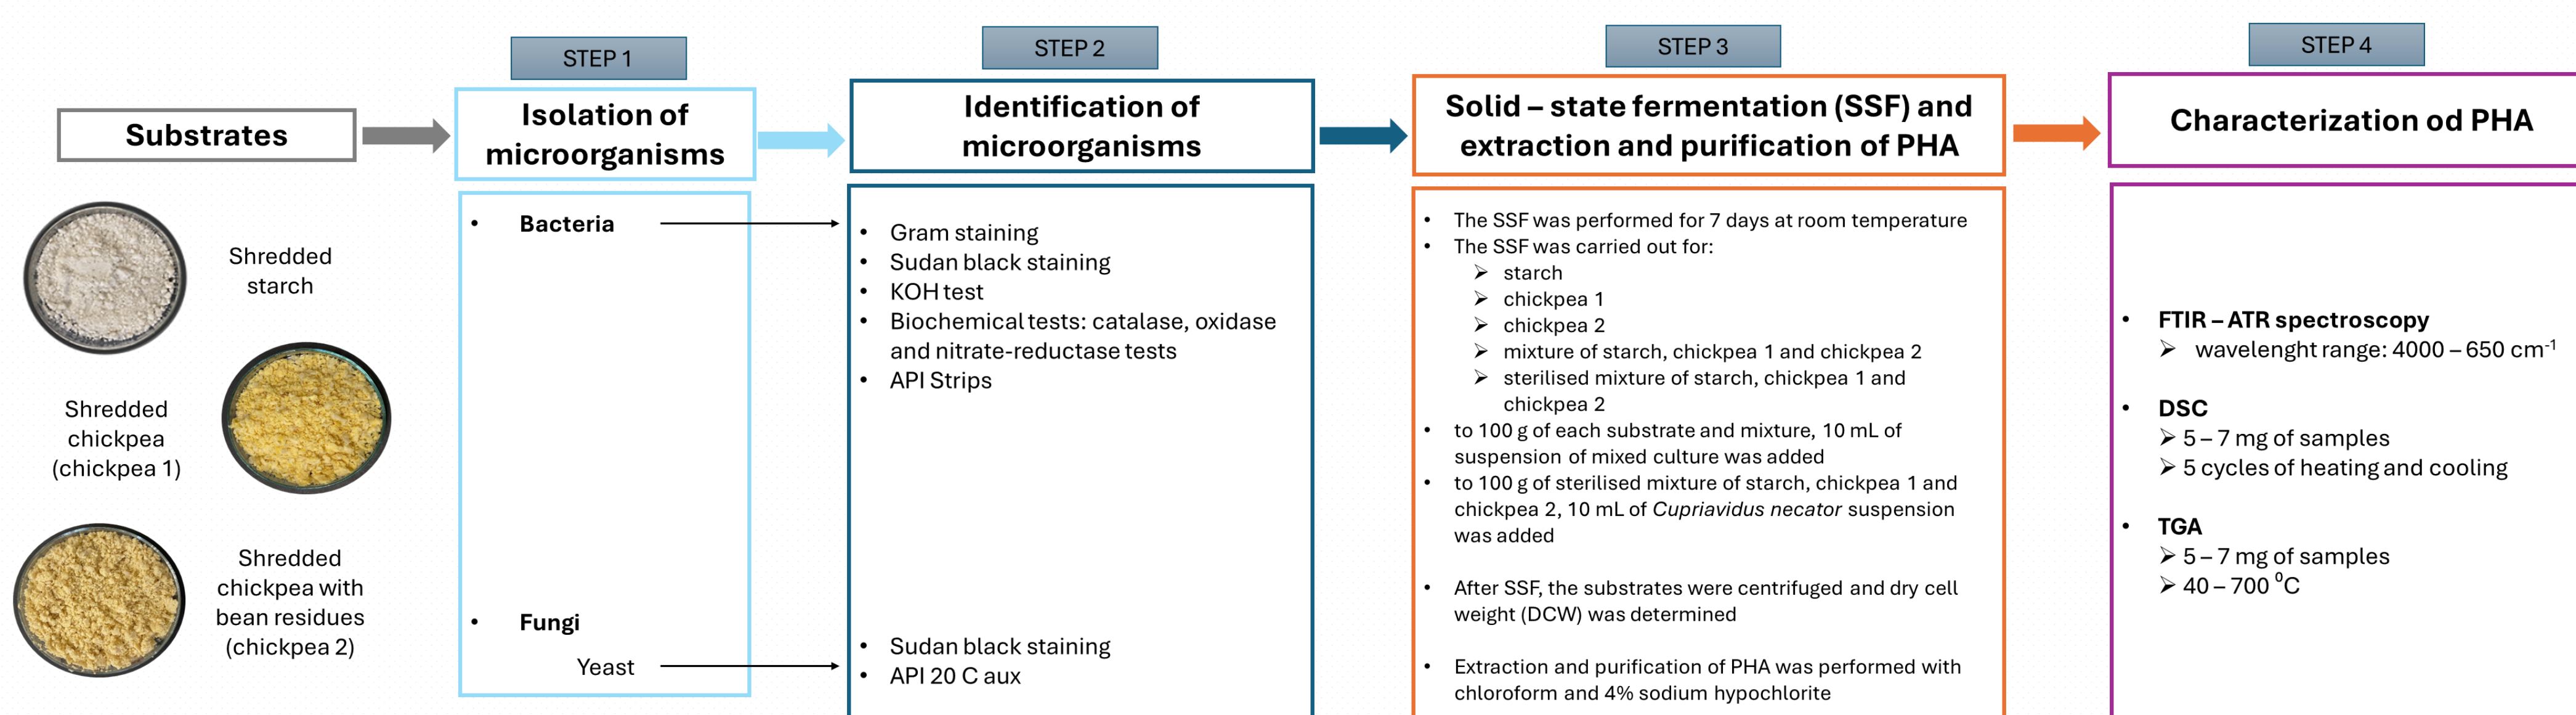 Substrates
Shredded
starch
Shredded
chickpea
(chickpea 1)
Shredded
chickpea with
bean residues
(chickpea 2)
STEP 1
Isolation of
microorganisms
• Bacteria
• Fungi
Yeast
STEP 2
Identification of
microorganisms
• Gram staining
• Sudan black staining
• KOH test
• Biochemical tests: catalase, oxidase
and nitrate-reductase tests
• API Strips
• Sudan black staining
• API 20 C aux
STEP 3
Solid – state fermentation (SSF) and
extraction and purification of PHA
• The SSF was performed for 7 days at room temperature
• The SSF was carried out for:
➢ starch
➢ chickpea 1
➢ chickpea 2
➢ mixture of starch, chickpea 1 and chickpea 2
➢ sterilised mixture of starch, chickpea 1 and
chickpea 2
• to 100 g of each substrate and mixture, 10 mL of
suspension of mixed culture was added
• to 100 g of sterilised mixture of starch, chickpea 1 and
chickpea 2, 10 mL of Cupriavidus necator suspension
was added
• After SSF, the substrates were centrifuged and dry cell
weight (DCW) was determined
• Extraction and purification of PHA was performed with
chloroform and 4% sodium hypochlorite
STEP 4
Characterization od PHA
• FTIR – ATR spectroscopy
➢ wavelenght range: 4000 – 650 cm⁻¹
• DSC
➢ 5 – 7 mg of samples
➢ 5 cycles of heating and cooling
• TGA
➢ 5 – 7 mg of samples
➢ 40 – 700 ⁰C